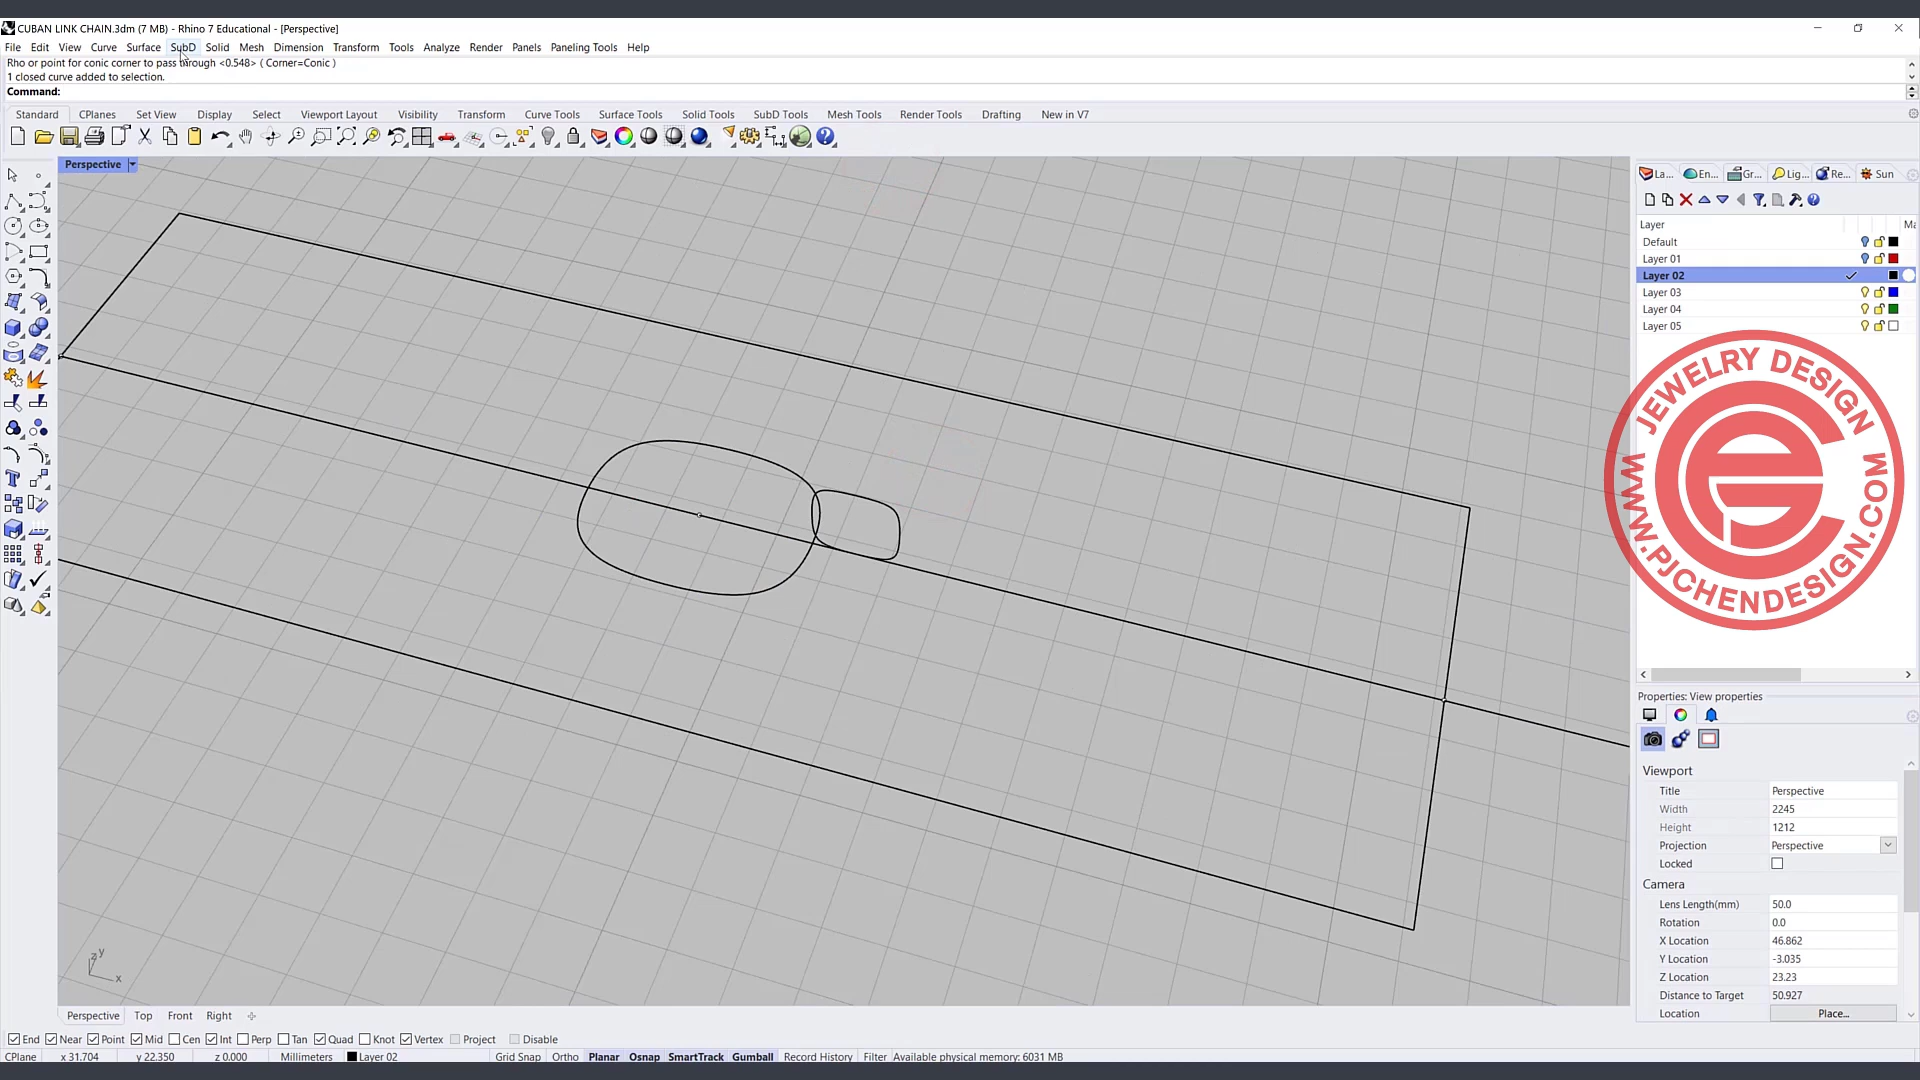 CUBAN LINK CHAIN.3dm (7 MB) - Rhino 7 Educational - [Perspective]
File Edit View Curve Surface SubD Solid Mesh Dimension Transform Tools Analyze Render Panels Paneling Tools Help
Rho or point for conic corner to pass through <0.548> ( Corner=Conic )
1 closed curve added to selection.
Command:
Standard CPlanes Set View Display Select Viewport Layout Visibility Transform Curve Tools Surface Tools Solid Tools SubD Tools Mesh Tools Render Tools Drafting New in V7
Perspective
La... En... Gr... Lig... Re... Sun
Layer Ma
Default
Layer 01
Layer 02
Layer 03
Layer 04
Layer 05
JEWELRY DESIGN
WWW.PJCHENDESIGN.COM
Properties: View properties
Viewport
Title Perspective
Width 2245
Height 1212
Projection Perspective
Locked
Camera
Lens Length(mm) 50.0
Rotation 0.0
X Location 46.862
Y Location -3.035
Z Location 23.23
Distance to Target 50.927
Location Place...
z y x
Perspective Top Front Right
End Near Point Mid Cen Int Perp Tan Quad Knot Vertex Project Disable
CPlane x 31.704 y 22.350 z 0.000 Millimeters Layer 02 Grid Snap Ortho Planar Osnap SmartTrack Gumball Record History Filter Available physical memory: 6031 MB